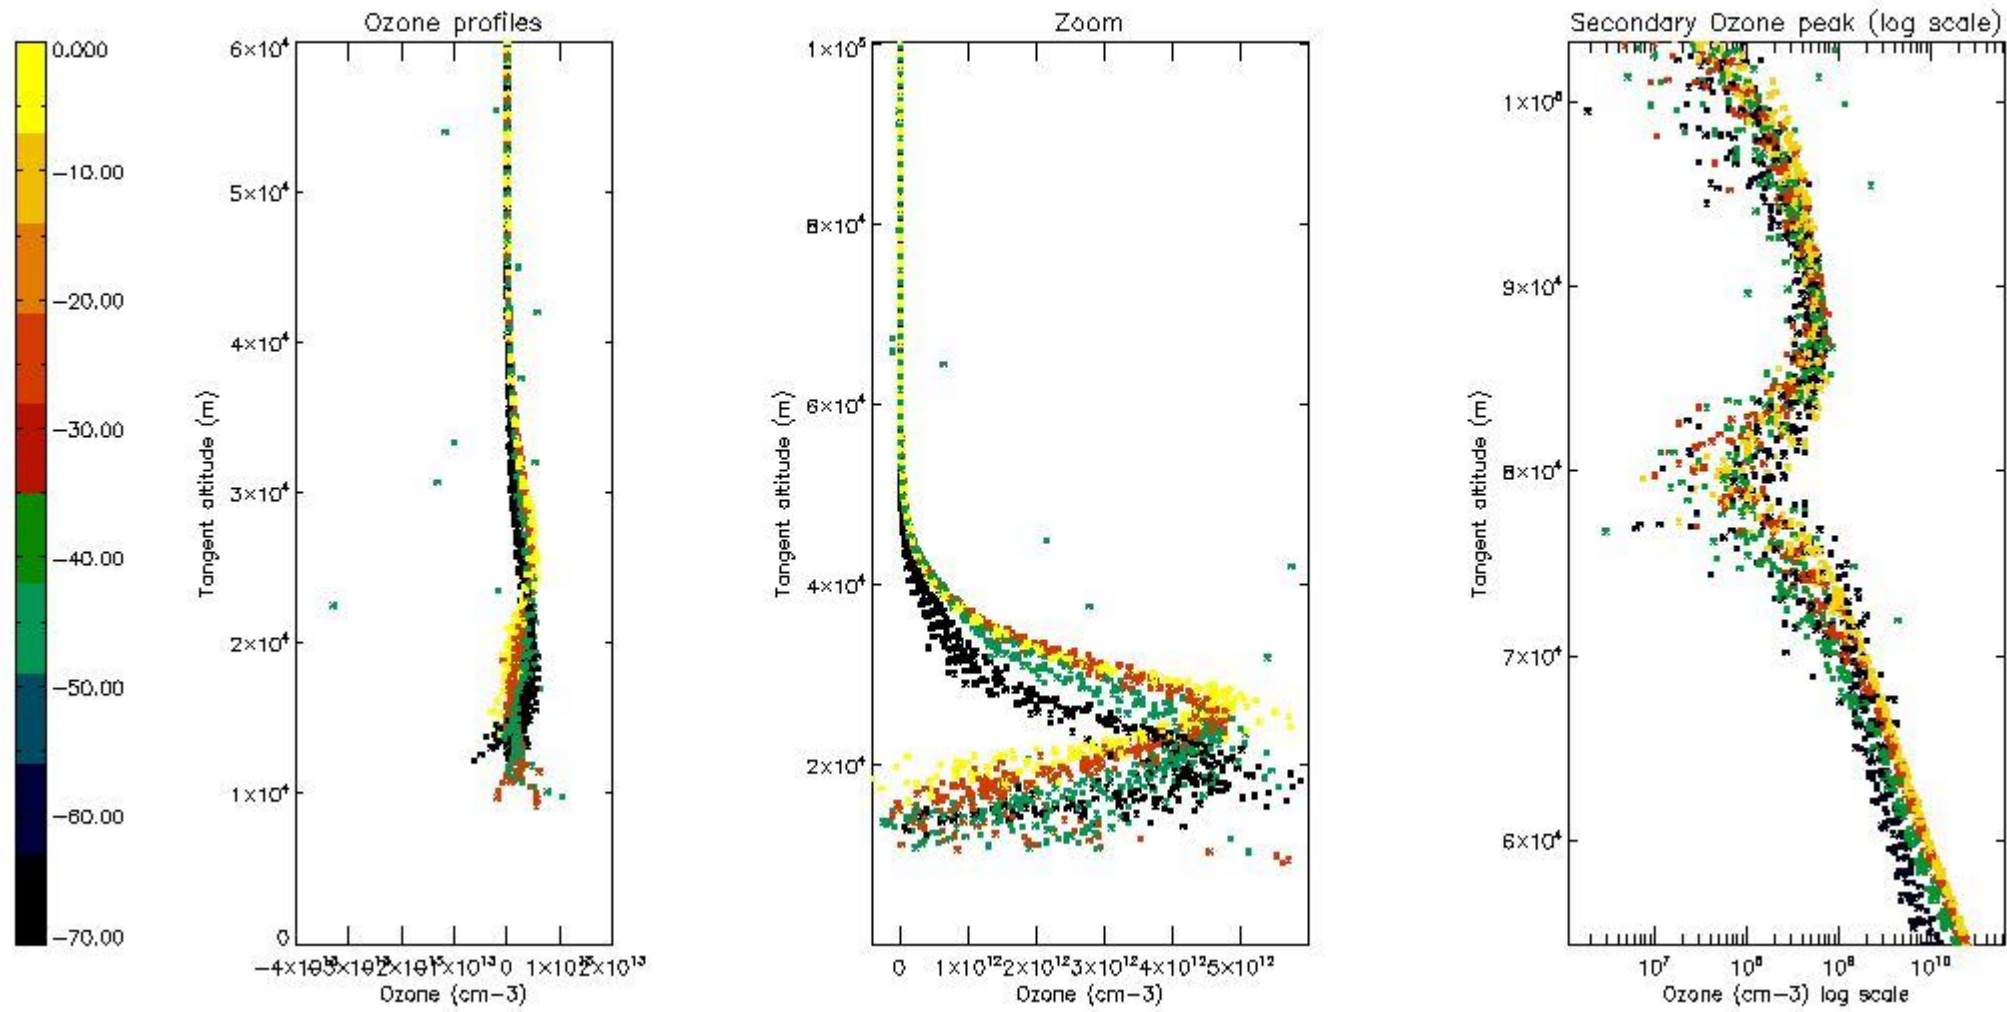 Ozone profiles
Zoom
Secondary Ozone peak (log scale)
0.000
−10.00
−20.00
−30.00
−40.00
−50.00
−60.00
−70.00
6×10⁴
5×10⁴
4×10⁴
3×10⁴
2×10⁴
1×10⁴
0
Tangent altitude (m)
0
Ozone (cm−3)
1×10⁵
8×10⁴
6×10⁴
4×10⁴
2×10⁴
Tangent altitude (m)
0 1×10¹² 2×10¹² 3×10¹² 4×10¹² 5×10¹²
Ozone (cm−3)
1×10⁵
9×10⁴
8×10⁴
7×10⁴
6×10⁴
Tangent altitude (m)
10⁷ 10⁸ 10⁹ 10¹⁰
Ozone (cm−3) log scale